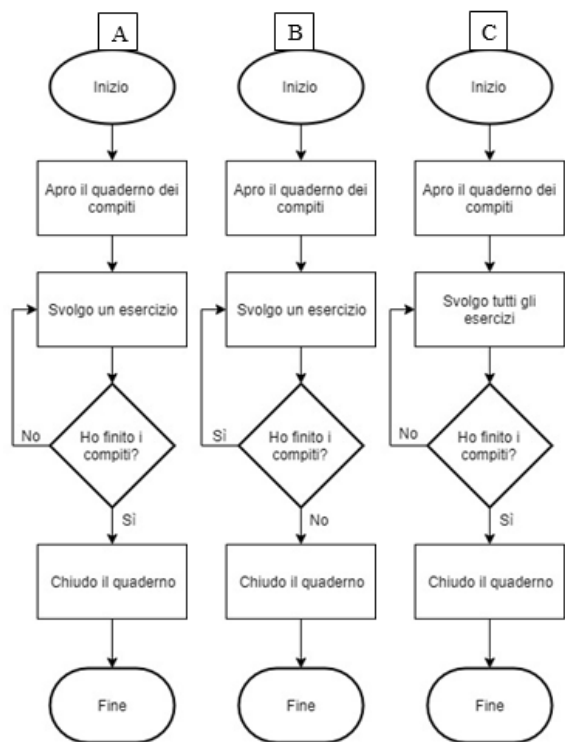 A
Inizio
Apro il quaderno dei
compiti
Svolgo un esercizio
No
Ho finito i
compiti?
Sì
Chiudo il quaderno
Fine
B
Inizio
Apro il quaderno dei
compiti
Svolgo un esercizio
Sì
Ho finito i
compiti?
No
Chiudo il quaderno
Fine
C
Inizio
Apro il quaderno dei
compiti
Svolgo tutti gli
esercizi
No
Ho finito i
compiti?
Sì
Chiudo il quaderno
Fine